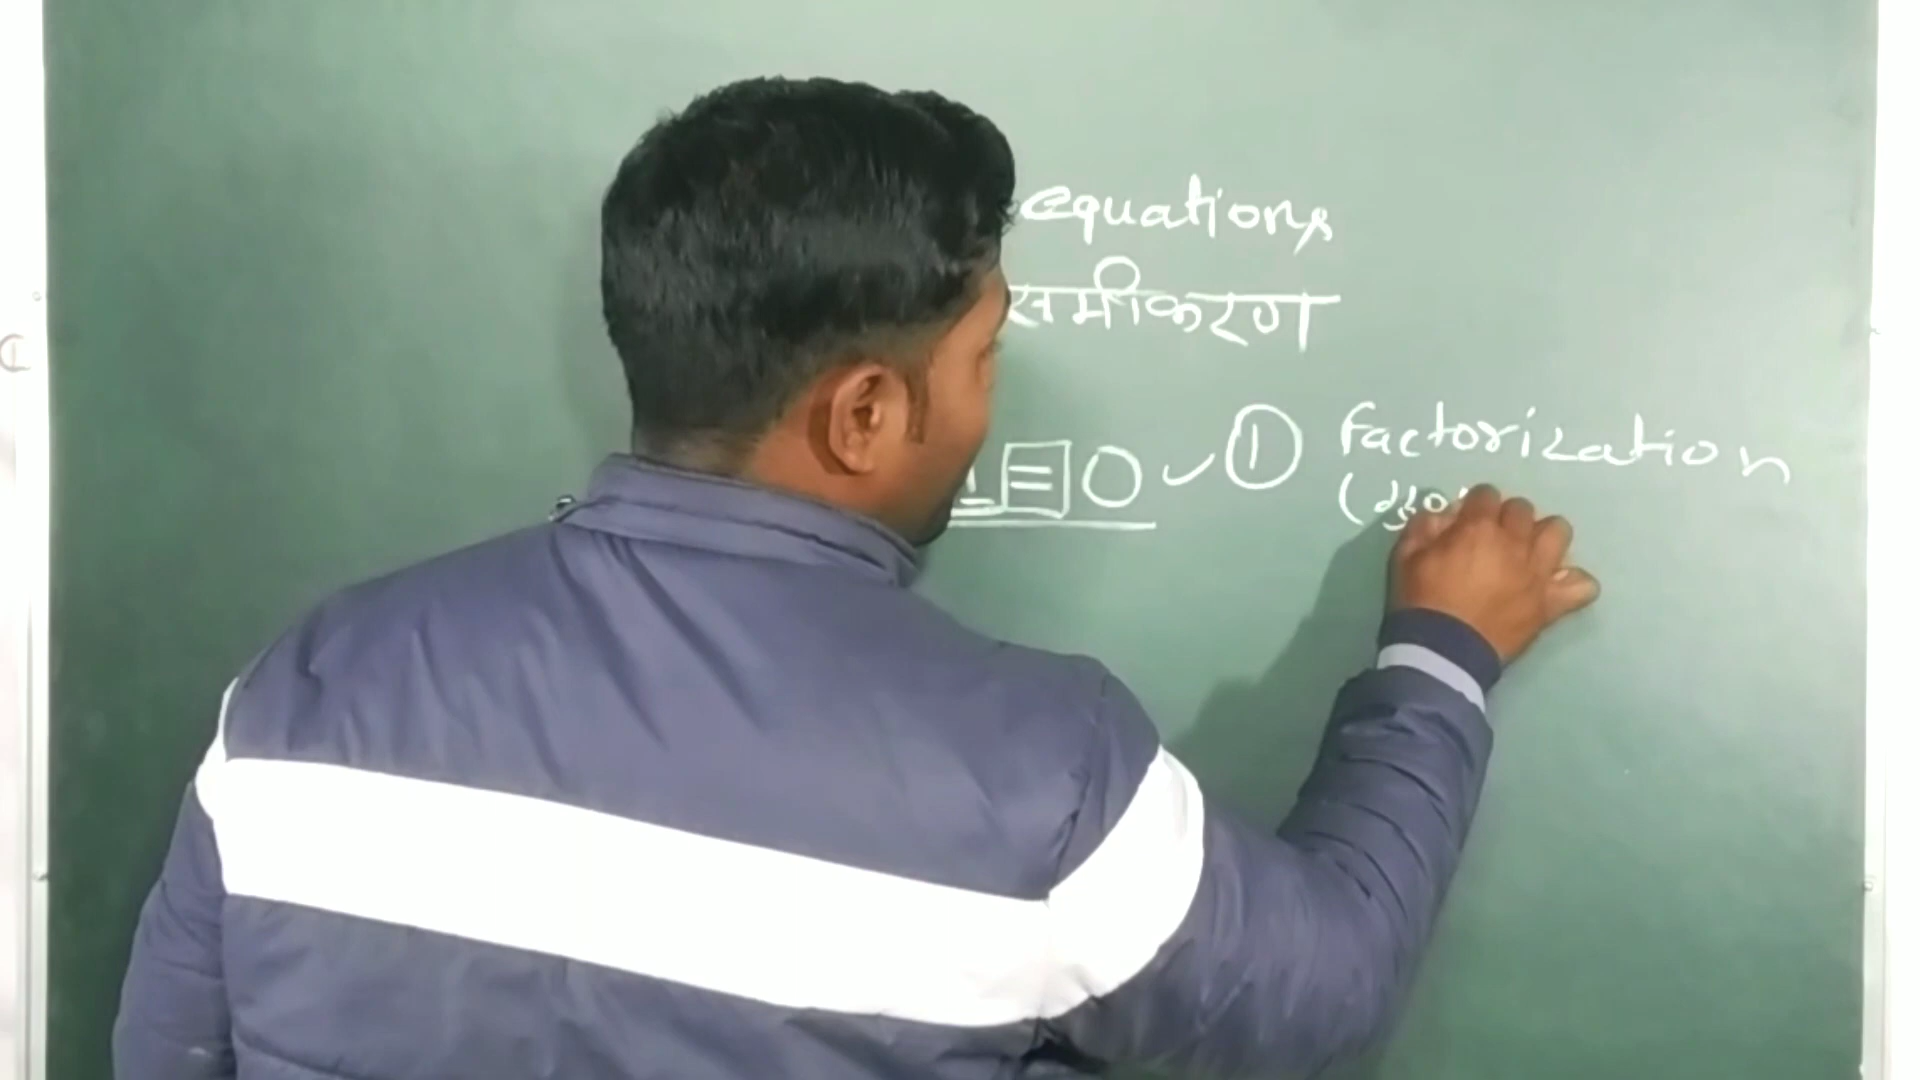 equations
समीकरण
= 0 ✓ ① Factorization
(गुण